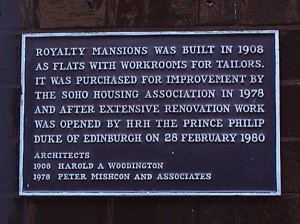 ROYALTY MANSIONS WAS BUILT IN 1908
AS FLATS WITH WORKROOMS FOR TAILORS.
IT WAS PURCHASED FOR IMPROVEMENT BY
THE SOHO HOUSING ASSOCIATION IN 1978
AND AFTER EXTENSIVE RENOVATION WORK
WAS OPENED BY HRH THE PRINCE PHILIP
DUKE OF EDINBURGH ON 28 FEBRUARY 1980
ARCHITECTS
1908 HAROLD A WOODINGTON
1978 PETER MISHCON AND ASSOCIATES